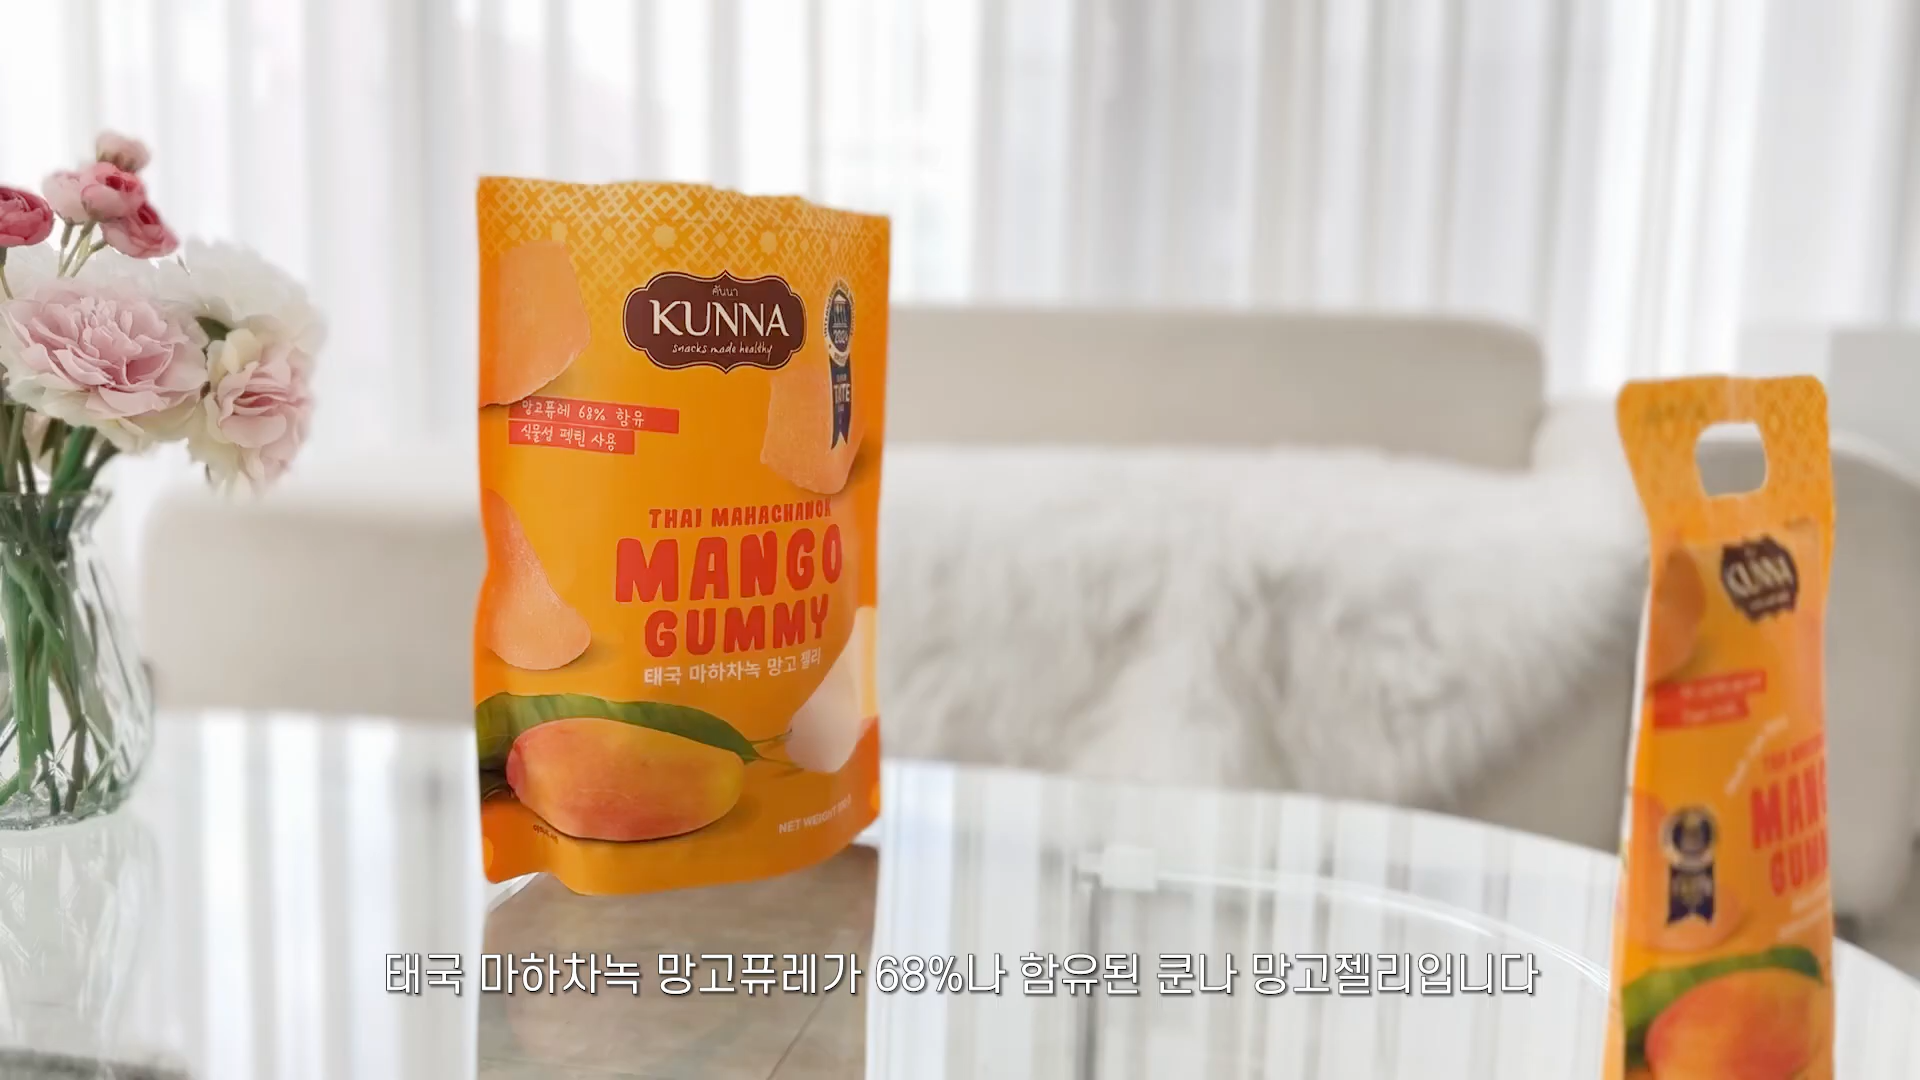 คันนา
KUNNA
snacks made healthy
2024
망고퓨레 68% 함유
식물성 펙틴 사용
THAI MAHACHANOK
MANGO
GUMMY
태국 마하차녹 망고 젤리
NET WEIGHT
KUNNA
MANGO
태국 마하차녹 망고퓨레가 68%나 함유된 쿤나 망고젤리입니다